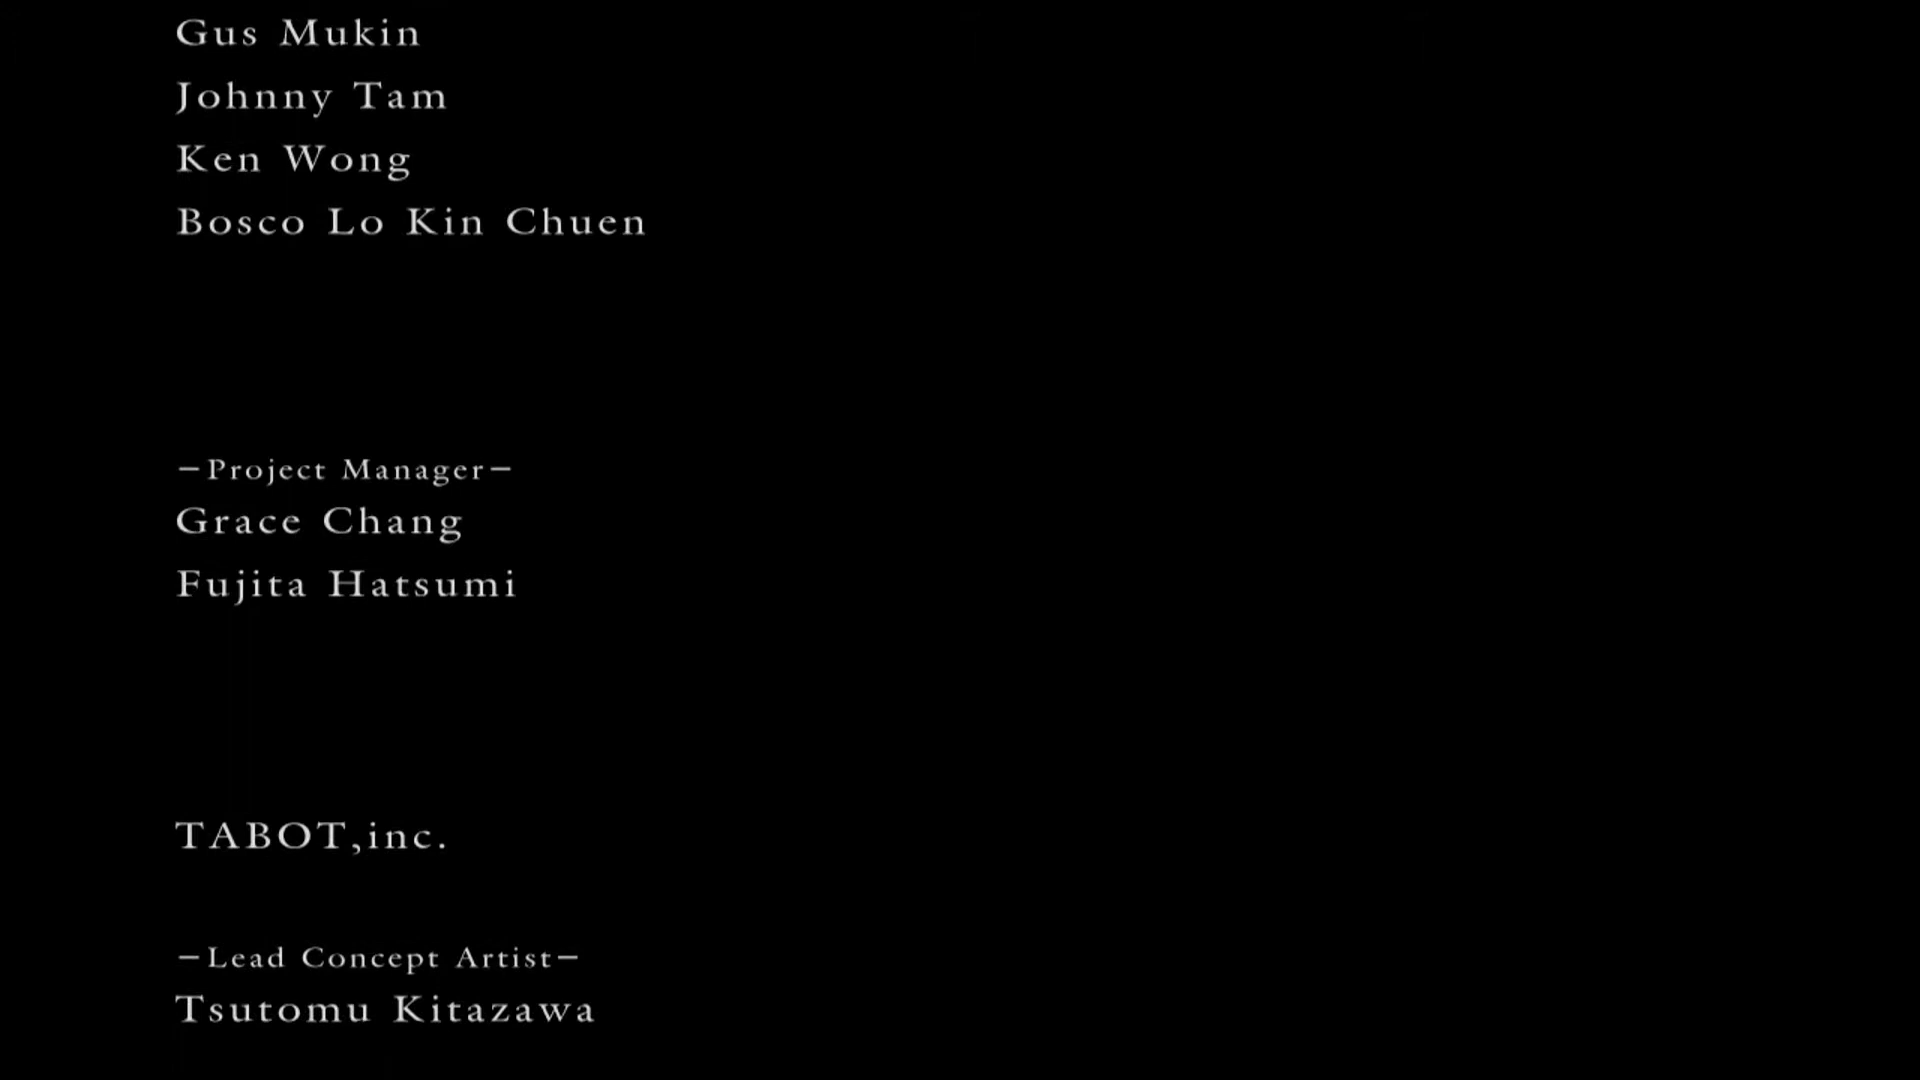 Gus Mukin
Johnny Tam
Ken Wong
Bosco Lo Kin Chuen
—Project Manager—
Grace Chang
Fujita Hatsumi
TABOT,inc.
—Lead Concept Artist—
Tsutomu Kitazawa